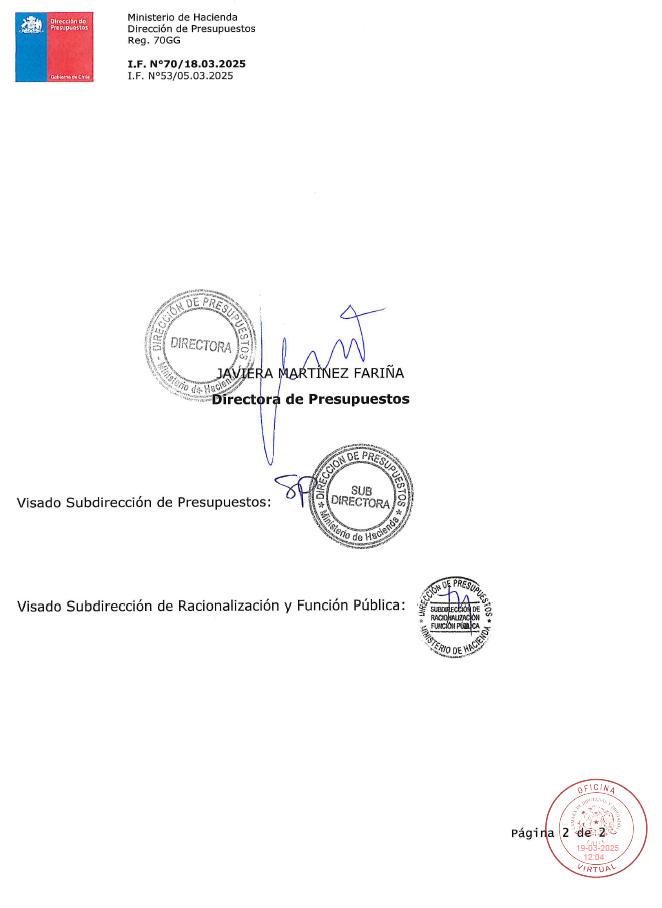 Dirección de
Presupuestos
Gobierno de Chile
Ministerio de Hacienda
Dirección de Presupuestos
Reg. 70GG
I.F. N°70/18.03.2025
I.F. N°53/05.03.2025
DIRECCIÓN DE PRESUPUESTOS
DIRECTORA
Ministerio de Hacienda
JAVIERA MARTÍNEZ FARIÑA
Directora de Presupuestos
Visado Subdirección de Presupuestos:
DIRECCIÓN DE PRESUPUESTOS
SUB
DIRECTORA
Ministerio de Hacienda
Visado Subdirección de Racionalización y Función Pública:
DIRECCIÓN DE PRESUPUESTOS
SUBDIRECCIÓN DE
RACIONALIZACIÓN
FUNCIÓN PÚBLICA
MINISTERIO DE HACIENDA
OFICINA
Página 2 de 2
19-03-2025
12:04
VIRTUAL